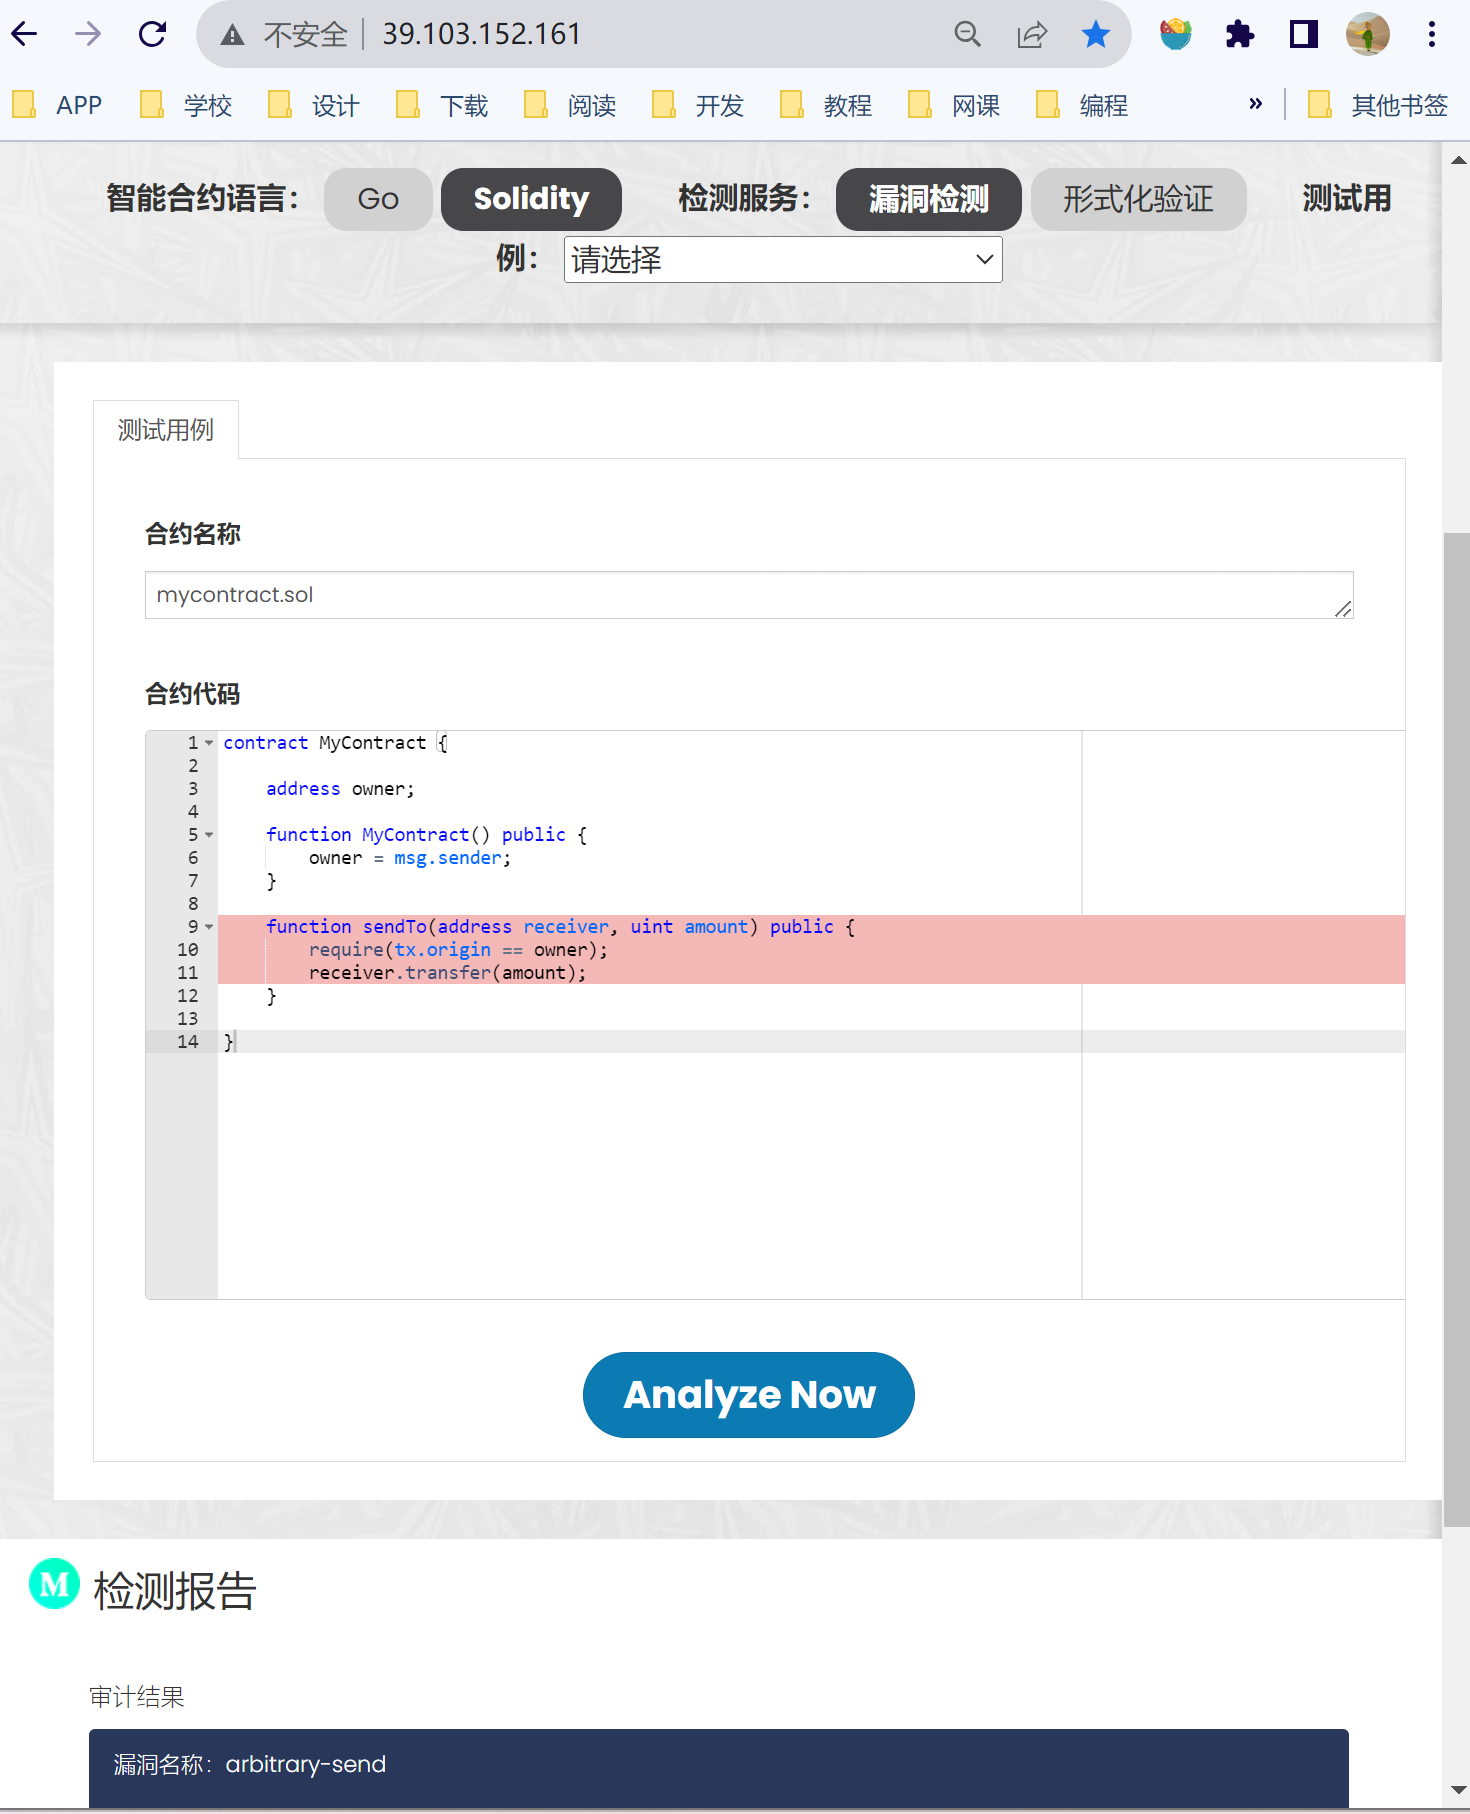 不安全 39.103.152.161
APP 学校 设计 下载 阅读 开发 教程 网课 编程 » 其他书签
智能合约语言： Go Solidity 检测服务： 漏洞检测 形式化验证 测试用
例： 请选择
测试用例
合约名称
mycontract.sol
合约代码
1 contract MyContract {
2
3 address owner;
4
5 function MyContract() public {
6 owner = msg.sender;
7 }
8
9 function sendTo(address receiver, uint amount) public {
10 require(tx.origin == owner);
11 receiver.transfer(amount);
12 }
13
14 }
Analyze Now
M 检测报告
审计结果
漏洞名称：arbitrary-send